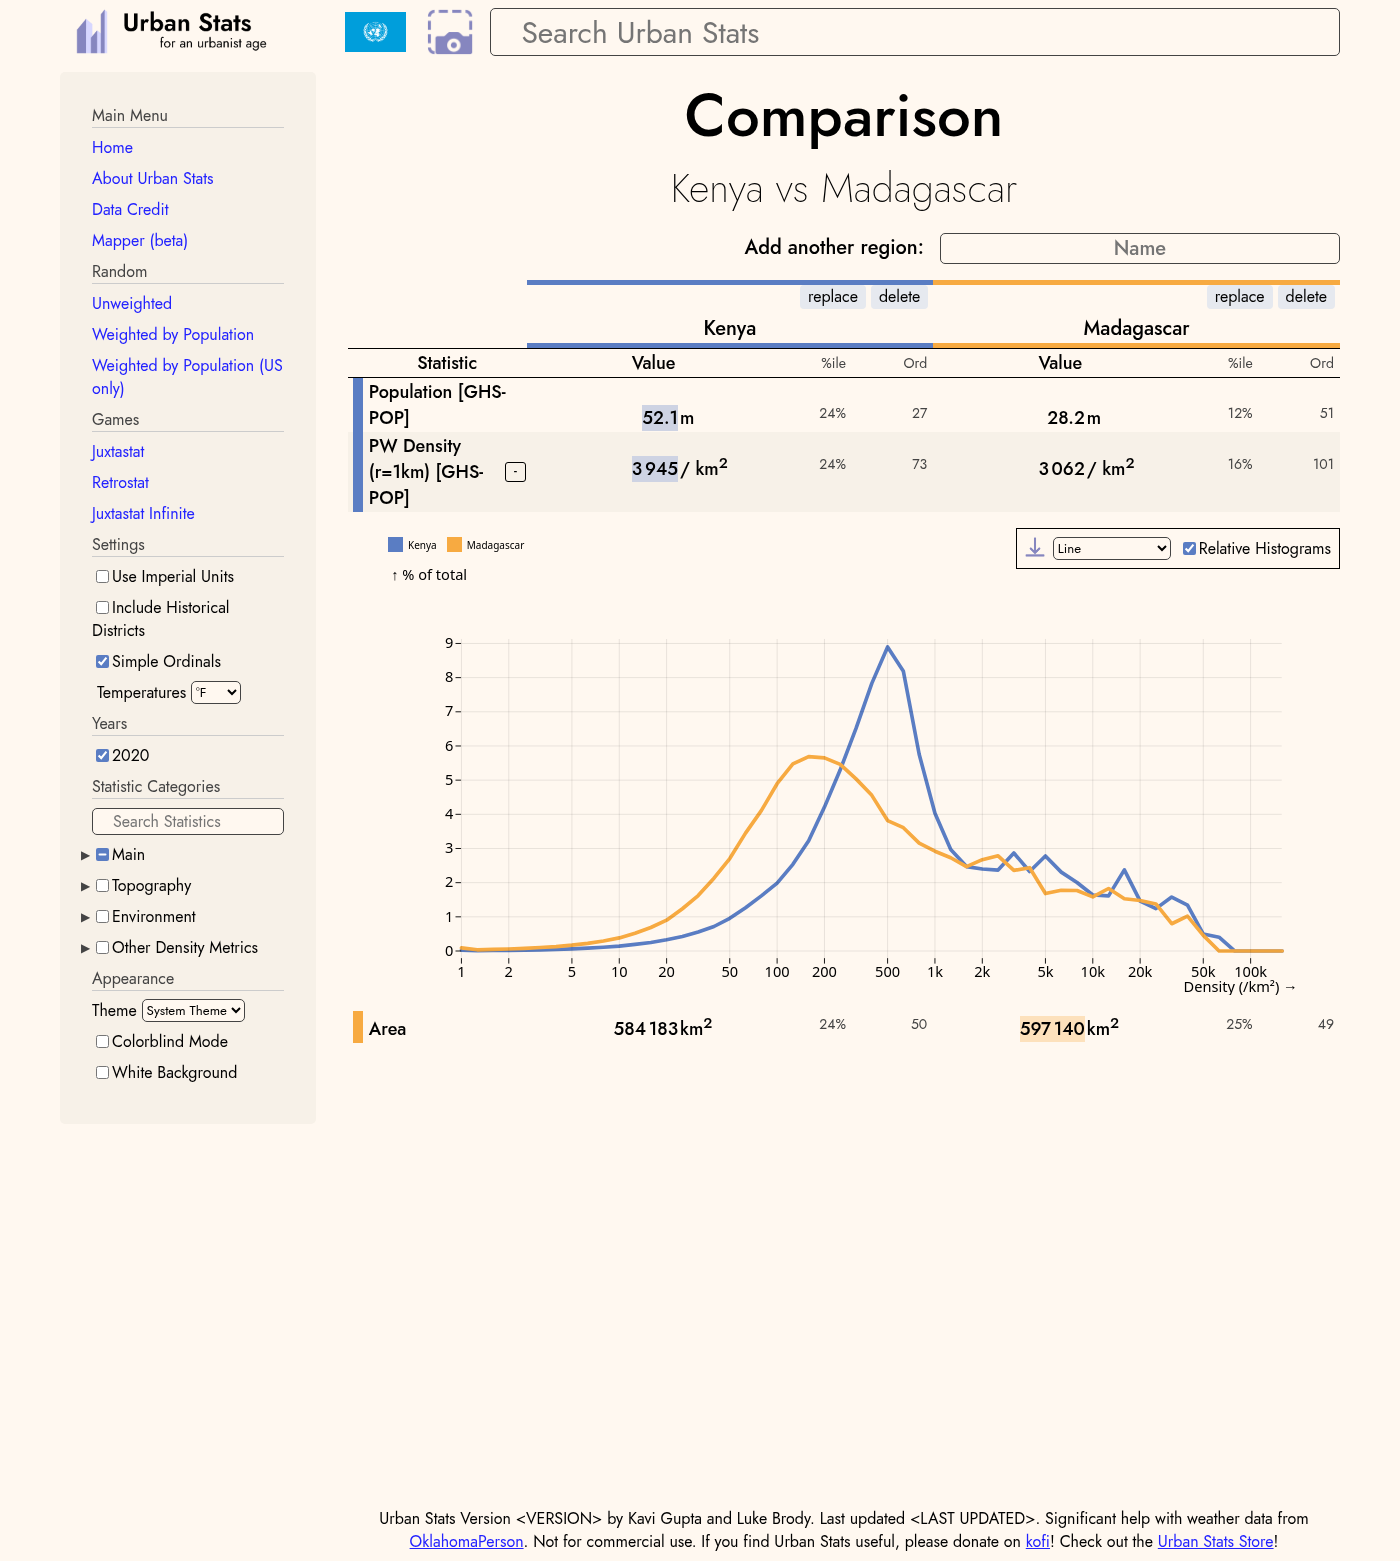 Urban Stats
for an urbanist age
Search Urban Stats
Main Menu
Home
About Urban Stats
Data Credit
Mapper (beta)
Random
Unweighted
Weighted by Population
Weighted by Population (US
only)
Games
Juxtastat
Retrostat
Juxtastat Infinite
Settings
Use Imperial Units
Include Historical
Districts
Simple Ordinals
Temperatures °F
Years
2020
Statistic Categories
Search Statistics
Main
Topography
Environment
Other Density Metrics
Appearance
Theme System Theme
Colorblind Mode
White Background
Comparison
Kenya vs Madagascar
Add another region: Name
replace delete replace delete
Kenya Madagascar
Statistic Value %ile Ord Value %ile Ord
Population [GHS-
POP] 52.1 m 24% 27 28.2 m 12% 51
PW Density
(r=1km) [GHS- - 3 945 / km² 24% 73 3 062 / km² 16% 101
POP]
Kenya Madagascar
Line Relative Histograms
↑ % of total
9
8
7
6
5
4
3
2
1
0
1 2 5 10 20 50 100 200 500 1k 2k 5k 10k 20k 50k 100k
Density (/km²) →
Area 584 183 km² 24% 50 597 140 km² 25% 49
Urban Stats Version <VERSION> by Kavi Gupta and Luke Brody. Last updated <LAST UPDATED>. Significant help with weather data from
OklahomaPerson. Not for commercial use. If you find Urban Stats useful, please donate on kofi! Check out the Urban Stats Store!